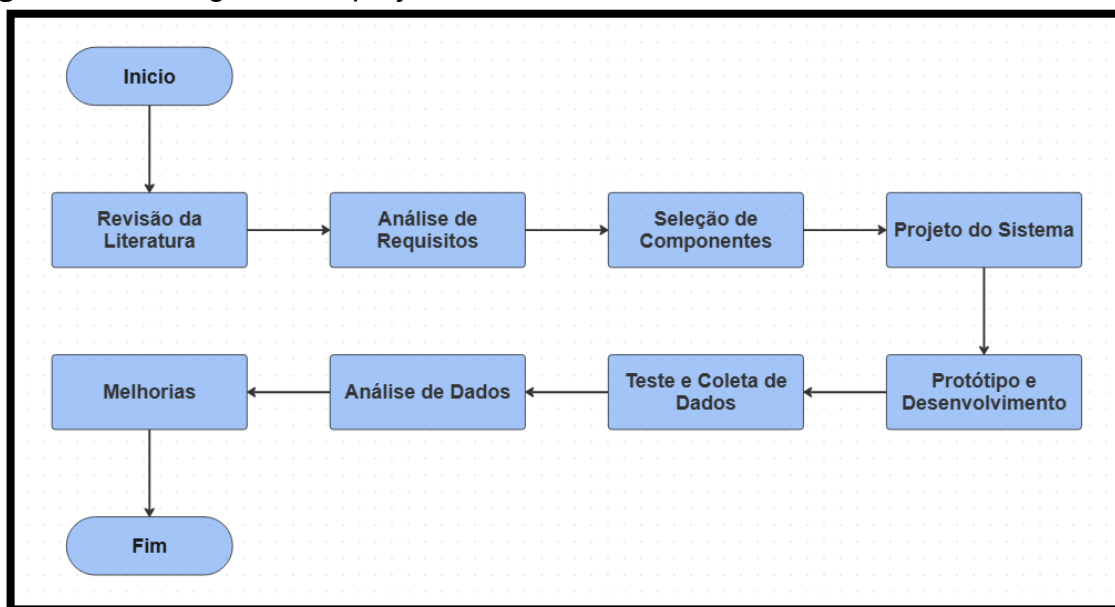 Inicio
Revisão da
Literatura
Análise de
Requisitos
Seleção de
Componentes
Projeto do Sistema
Protótipo e
Desenvolvimento
Teste e Coleta de
Dados
Análise de Dados
Melhorias
Fim